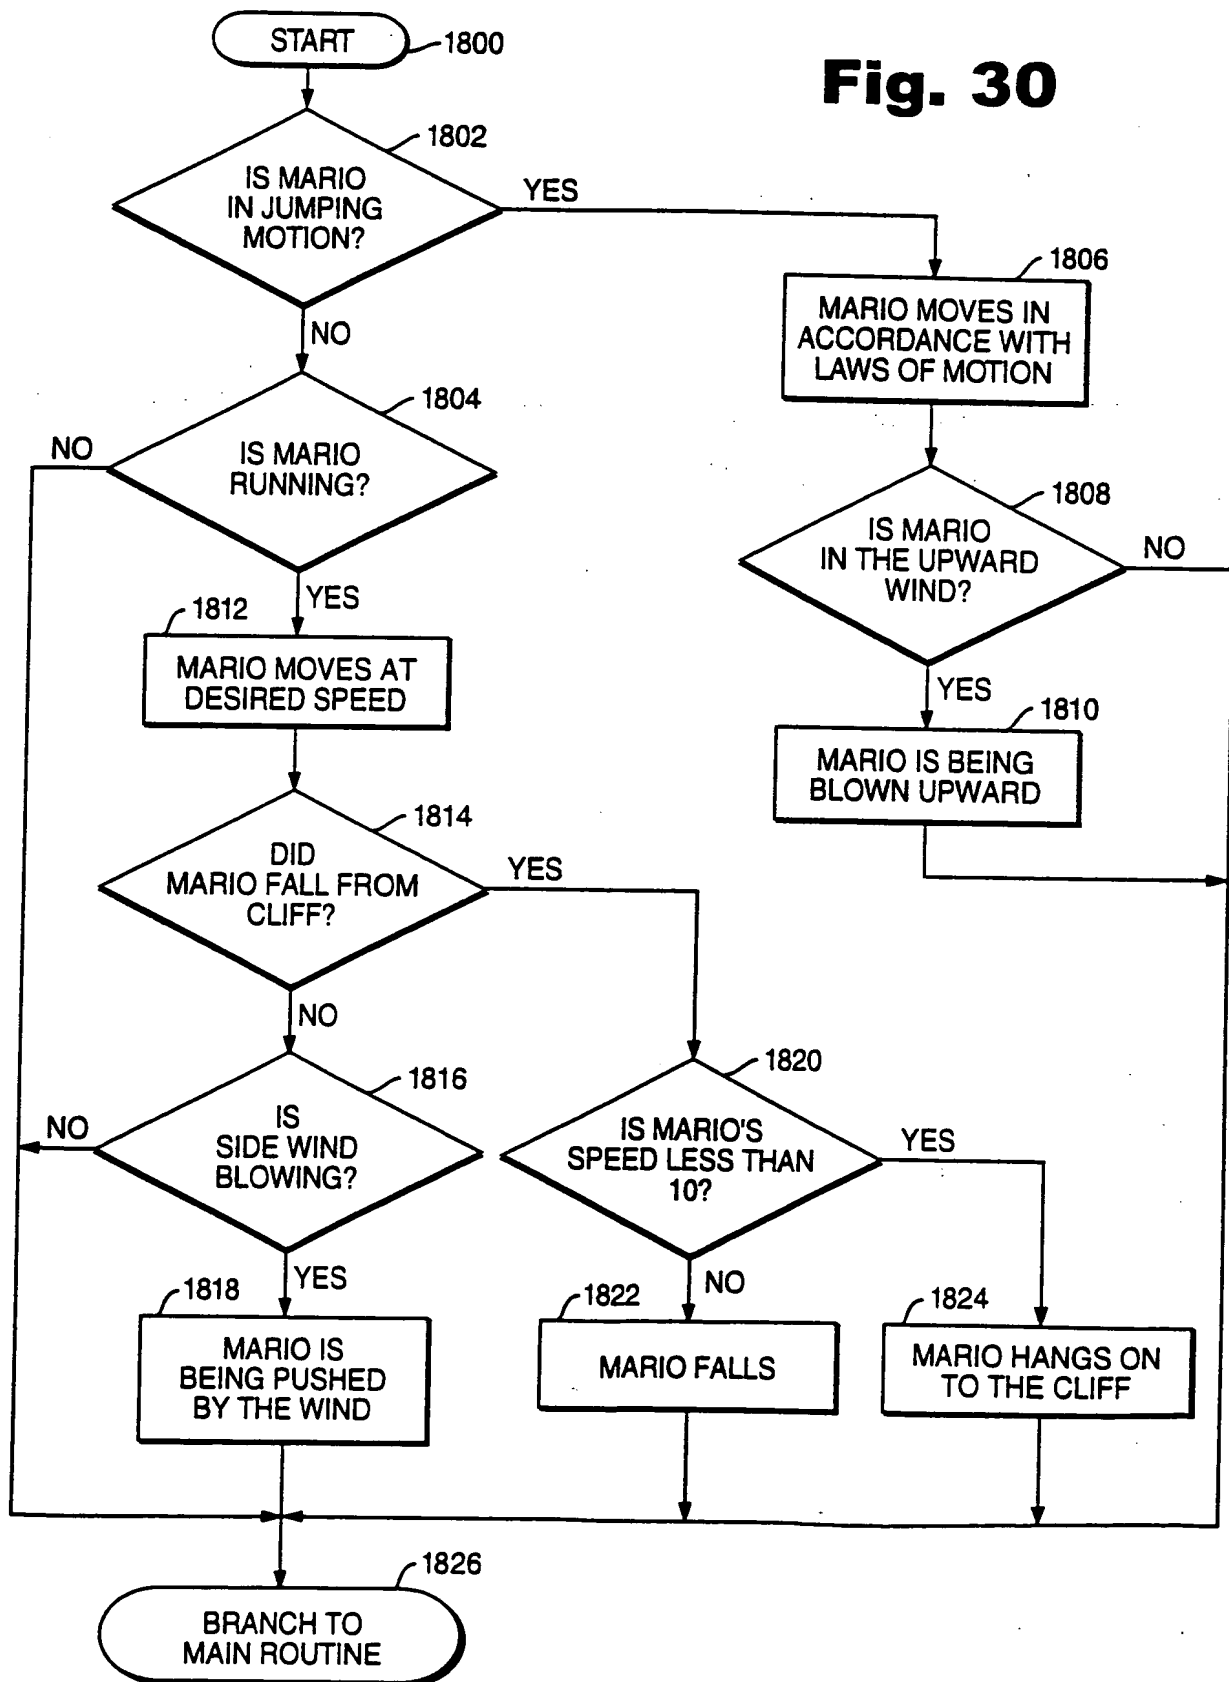 START
1800
Fig. 30
1802
IS MARIO
IN JUMPING
MOTION?
YES
NO
1806
MARIO MOVES IN
ACCORDANCE WITH
LAWS OF MOTION
1804
IS MARIO
RUNNING?
NO
YES
1808
IS MARIO
IN THE UPWARD
WIND?
NO
YES
1812
MARIO MOVES AT
DESIRED SPEED
1810
MARIO IS BEING
BLOWN UPWARD
1814
DID
MARIO FALL FROM
CLIFF?
YES
NO
1816
IS
SIDE WIND
BLOWING?
NO
YES
1820
IS MARIO'S
SPEED LESS THAN
10?
YES
NO
1818
MARIO IS
BEING PUSHED
BY THE WIND
1822
MARIO FALLS
1824
MARIO HANGS ON
TO THE CLIFF
1826
BRANCH TO
MAIN ROUTINE